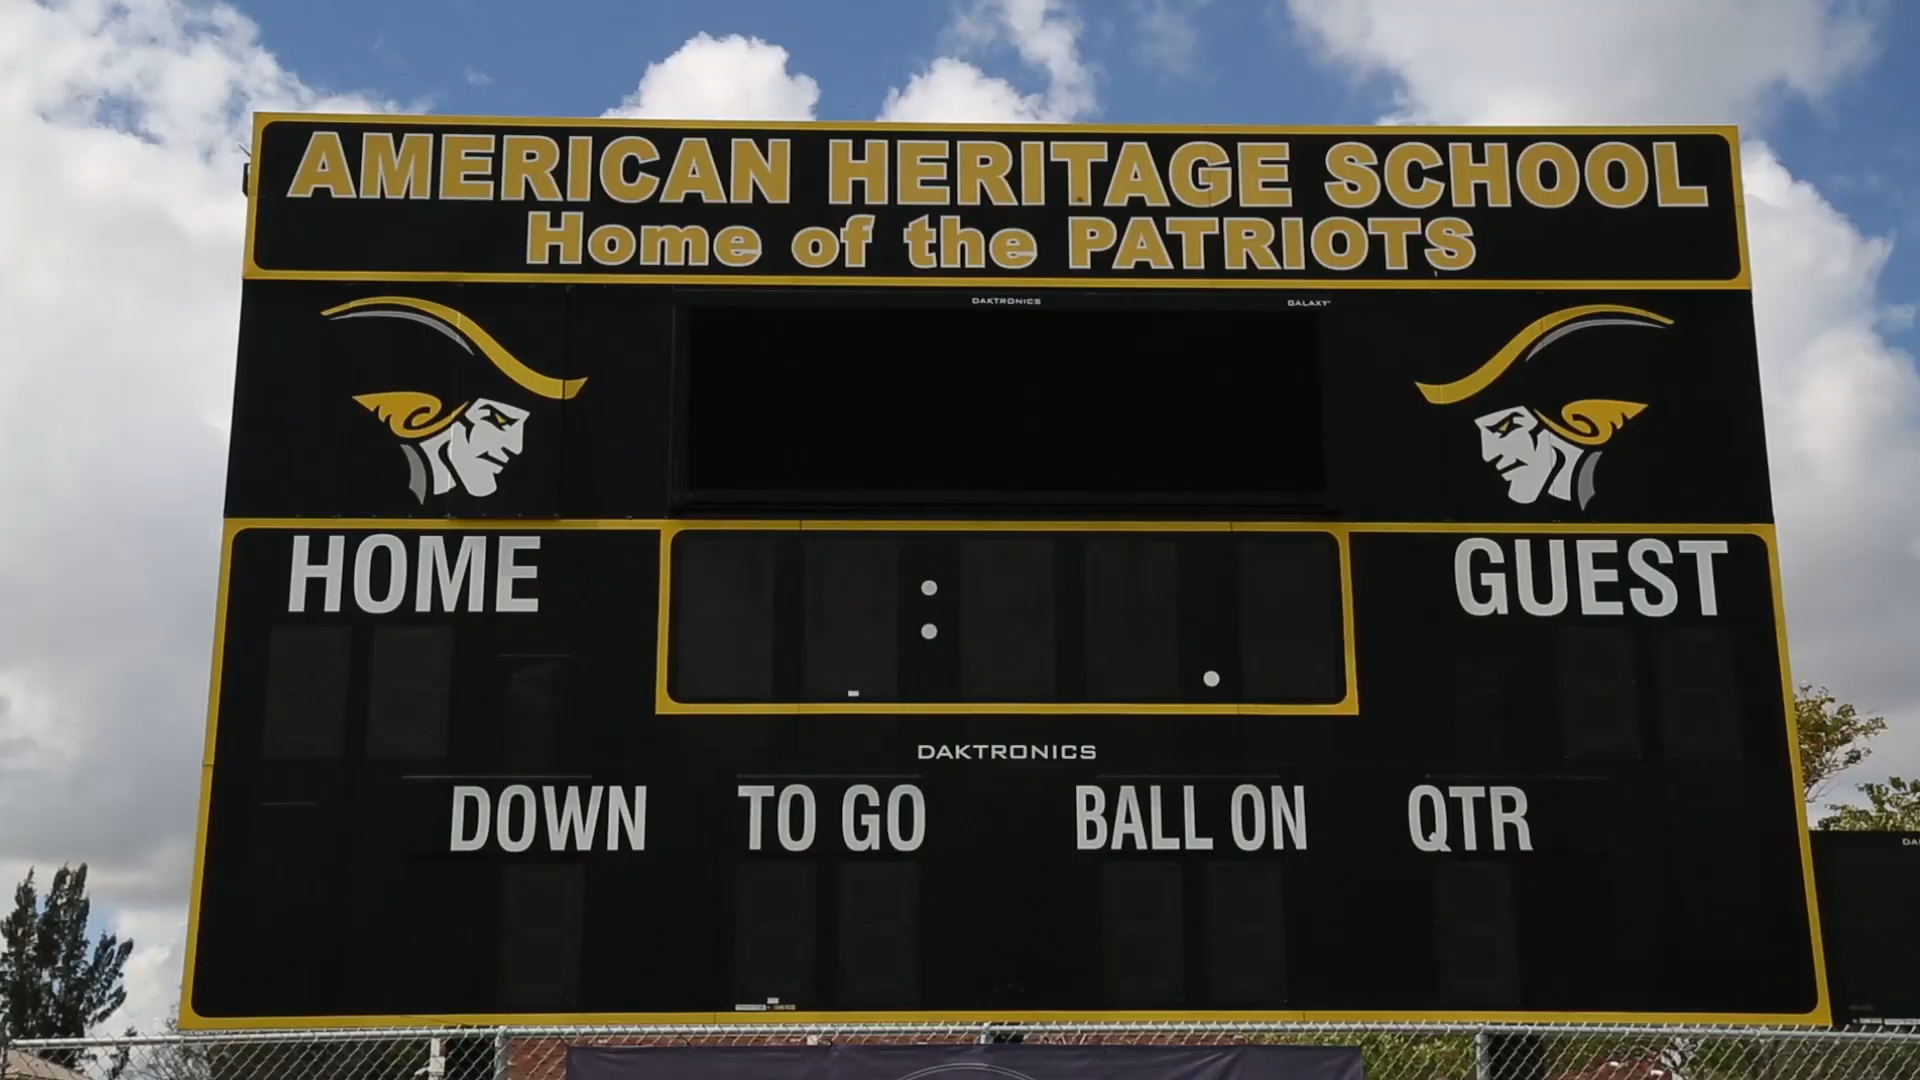 AMERICAN HERITAGE SCHOOL
Home of the PATRIOTS
DAKTRONICS GALAXY
HOME GUEST
DAKTRONICS
DOWN TO GO BALL ON QTR